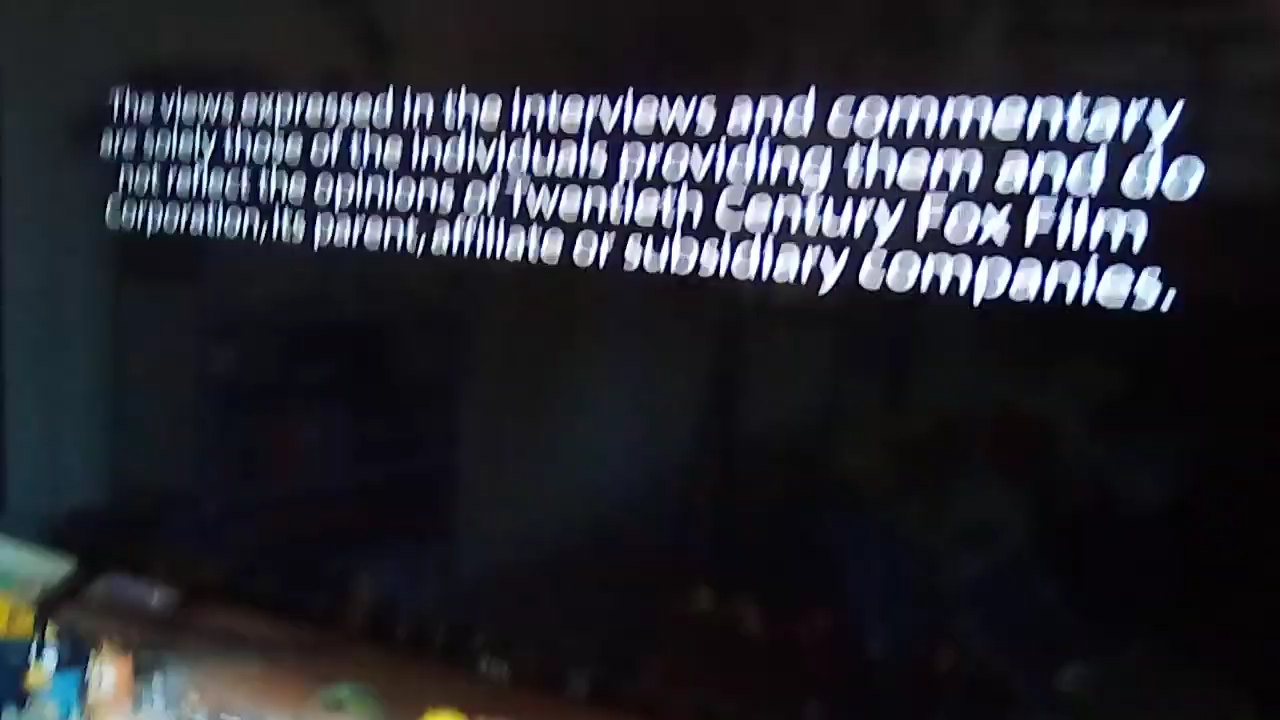 The views expressed in the interviews and commentary
are solely those of the individuals providing them and do
not reflect the opinions of Twentieth Century Fox Film
Corporation, its parent, affiliate or subsidiary companies.